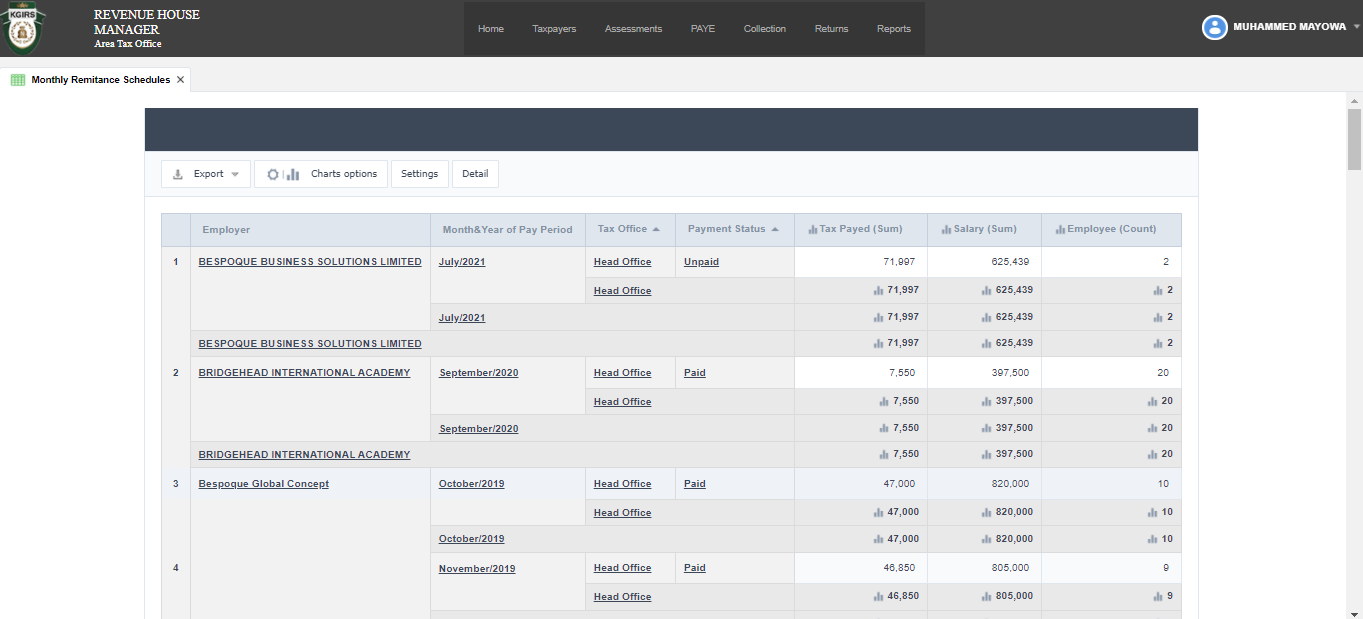 KGIRS
REVENUE HOUSE
MANAGER
Area Tax Office
Home Taxpayers Assessments PAYE Collection Returns Reports
MUHAMMED MAYOWA
Monthly Remitance Schedules
Export Charts options Settings Detail
Employer Month&Year of Pay Period Tax Office Payment Status Tax Payed (Sum) Salary (Sum) Employee (Count)
1 BESPOQUE BUSINESS SOLUTIONS LIMITED July/2021 Head Office Unpaid 71,997 625,439 2
Head Office 71,997 625,439 2
July/2021 71,997 625,439 2
BESPOQUE BUSINESS SOLUTIONS LIMITED 71,997 625,439 2
2 BRIDGEHEAD INTERNATIONAL ACADEMY September/2020 Head Office Paid 7,550 397,500 20
Head Office 7,550 397,500 20
September/2020 7,550 397,500 20
BRIDGEHEAD INTERNATIONAL ACADEMY 7,550 397,500 20
3 Bespoque Global Concept October/2019 Head Office Paid 47,000 820,000 10
Head Office 47,000 820,000 10
October/2019 47,000 820,000 10
4 November/2019 Head Office Paid 46,850 805,000 9
Head Office 46,850 805,000 9